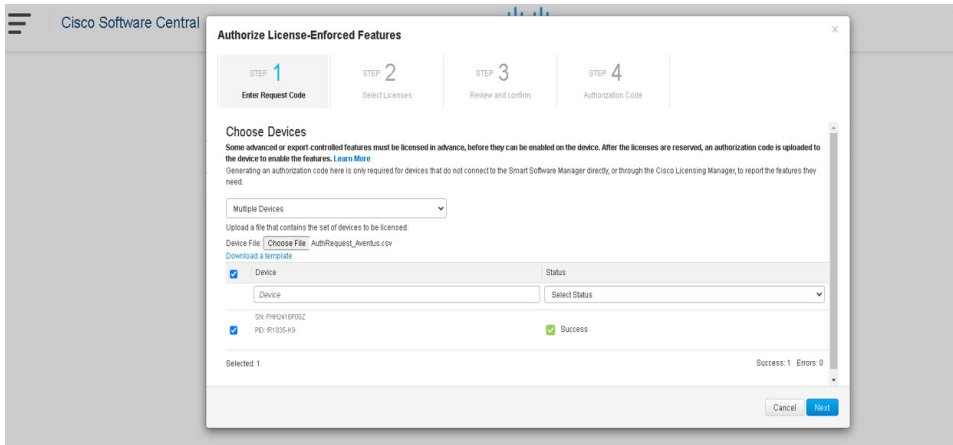 Cisco Software Central
Authorize License-Enforced Features
STEP 1
Enter Request Code
STEP 2
Select Licenses
STEP 3
Review and confirm
STEP 4
Authorization Code
Choose Devices
Some advanced or export-controlled features must be licensed in advance, before they can be enabled on the device. After the licenses are reserved, an authorization code is uploaded to
the device to enable the features. Learn More
Generating an authorization code here is only required for devices that do not connect to the Smart Software Manager directly, or through the Cisco Licensing Manager, to report the features they
need.
Multiple Devices
Upload a file that contains the set of devices to be licensed.
Device File: Choose File AuthRequest_Aventus.csv
Download a template
Device Status
Device Select Status
SN: FHH2416P00Z
PID: IR1835-K9
Success
Selected: 1 Success: 1 Errors: 0
Cancel Next